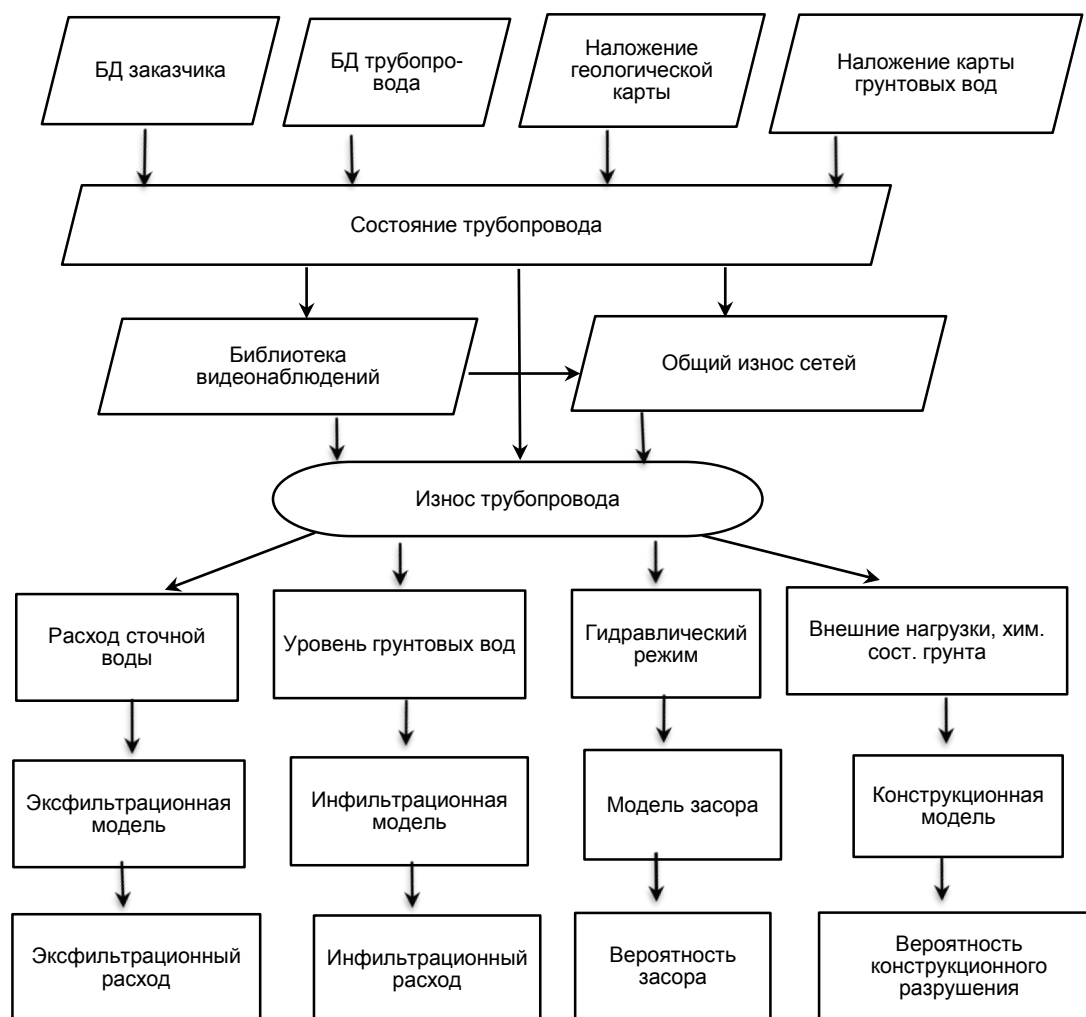 БД заказчика
БД трубопро-
вода
Наложение
геологической
карты
Наложение карты
грунтовых вод
Состояние трубопровода
Библиотека
видеонаблюдений
Общий износ сетей
Износ трубопровода
Расход сточной
воды
Уровень грунтовых вод
Гидравлический
режим
Внешние нагрузки, хим.
сост. грунта
Эксфильтрационная
модель
Инфильтрационная
модель
Модель засора
Конструкционная
модель
Эксфильтрационный
расход
Инфильтрационный
расход
Вероятность
засора
Вероятность
конструкционного
разрушения